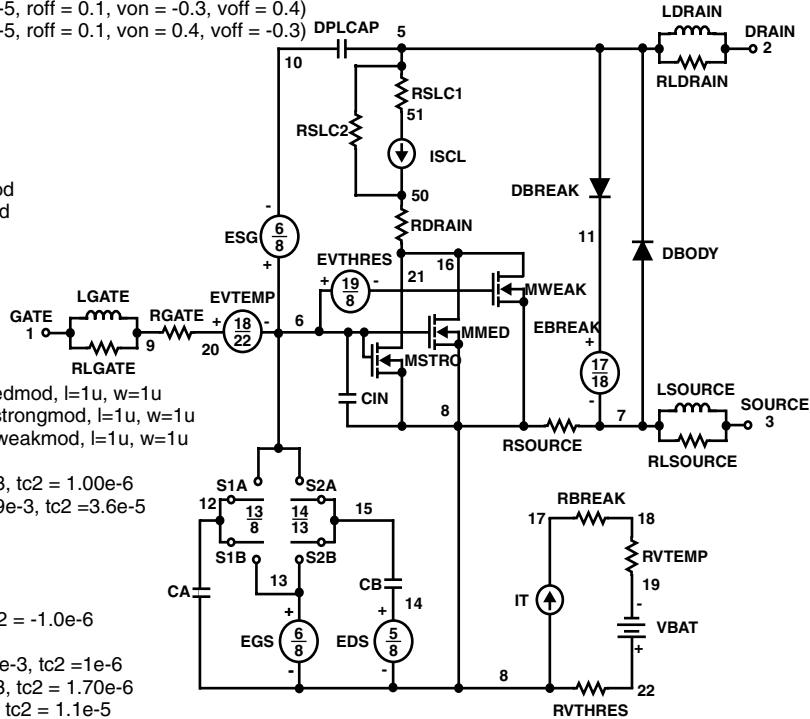 -5, roff = 0.1, von = -0.3, voff = 0.4)
-5, roff = 0.1, von = 0.4, voff = -0.3)
DPLCAP
5
10
LDRAIN
DRAIN
2
RLDRAIN
RSLC1
51
RSLC2
ISCL
50
RDRAIN
od
d
DBREAK
11
DBODY
ESG
6
8
-
+
EVTHRES
+
19
8
-
16
21
MWEAK
LGATE
GATE
1
RLGATE
9
RGATE
20
EVTEMP
+
18
22
-
6
MMED
MSTRO
EBREAK
+
17
18
-
CIN
8
RSOURCE
7
LSOURCE
SOURCE
3
RLSOURCE
edmod, l=1u, w=1u
strongmod, l=1u, w=1u
weakmod, l=1u, w=1u
3, tc2 = 1.00e-6
9e-3, tc2 =3.6e-5
S1A
S2A
12
13
8
14
13
15
S1B
S2B
13
CA
CB
14
+
EGS
6
8
-
+
EDS
5
8
-
RBREAK
17
18
RVTEMP
19
IT
-
VBAT
+
8
22
RVTHRES
2 = -1.0e-6
e-3, tc2 =1e-6
3, tc2 = 1.70e-6
, tc2 = 1.1e-5